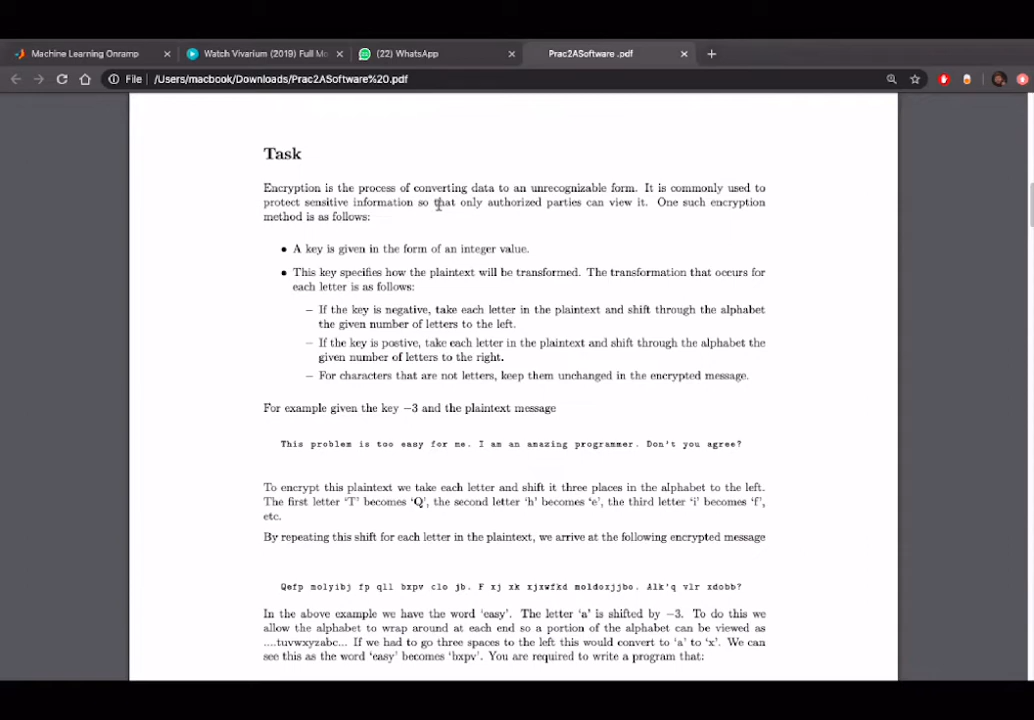 Machine Learning Onramp
Watch Vivarium (2019) Full Mo
(22) WhatsApp
Prac2ASoftware .pdf
File /Users/macbook/Downloads/Prac2ASoftware%20.pdf
Task
Encryption is the process of converting data to an unrecognizable form. It is commonly used to
protect sensitive information so that only authorized parties can view it. One such encryption
method is as follows:
• A key is given in the form of an integer value.
• This key specifies how the plaintext will be transformed. The transformation that occurs for
each letter is as follows:
– If the key is negative, take each letter in the plaintext and shift through the alphabet
the given number of letters to the left.
– If the key is postive, take each letter in the plaintext and shift through the alphabet the
given number of letters to the right.
– For characters that are not letters, keep them unchanged in the encrypted message.
For example given the key −3 and the plaintext message
This problem is too easy for me. I am an amazing programmer. Don't you agree?
To encrypt this plaintext we take each letter and shift it three places in the alphabet to the left.
The first letter 'T' becomes 'Q', the second letter 'h' becomes 'e', the third letter 'i' becomes 'f',
etc.
By repeating this shift for each letter in the plaintext, we arrive at the following encrypted message
Qefp molyibj fp qll bxpv clo jb. F xj xk xjxwfkd moldoxjjbo. Alk'q vlr xdobb?
In the above example we have the word 'easy'. The letter 'a' is shifted by −3. To do this we
allow the alphabet to wrap around at each end so a portion of the alphabet can be viewed as
....tuvwxyzabc... If we had to go three spaces to the left this would convert to 'a' to 'x'. We can
see this as the word 'easy' becomes 'bxpv'. You are required to write a program that: